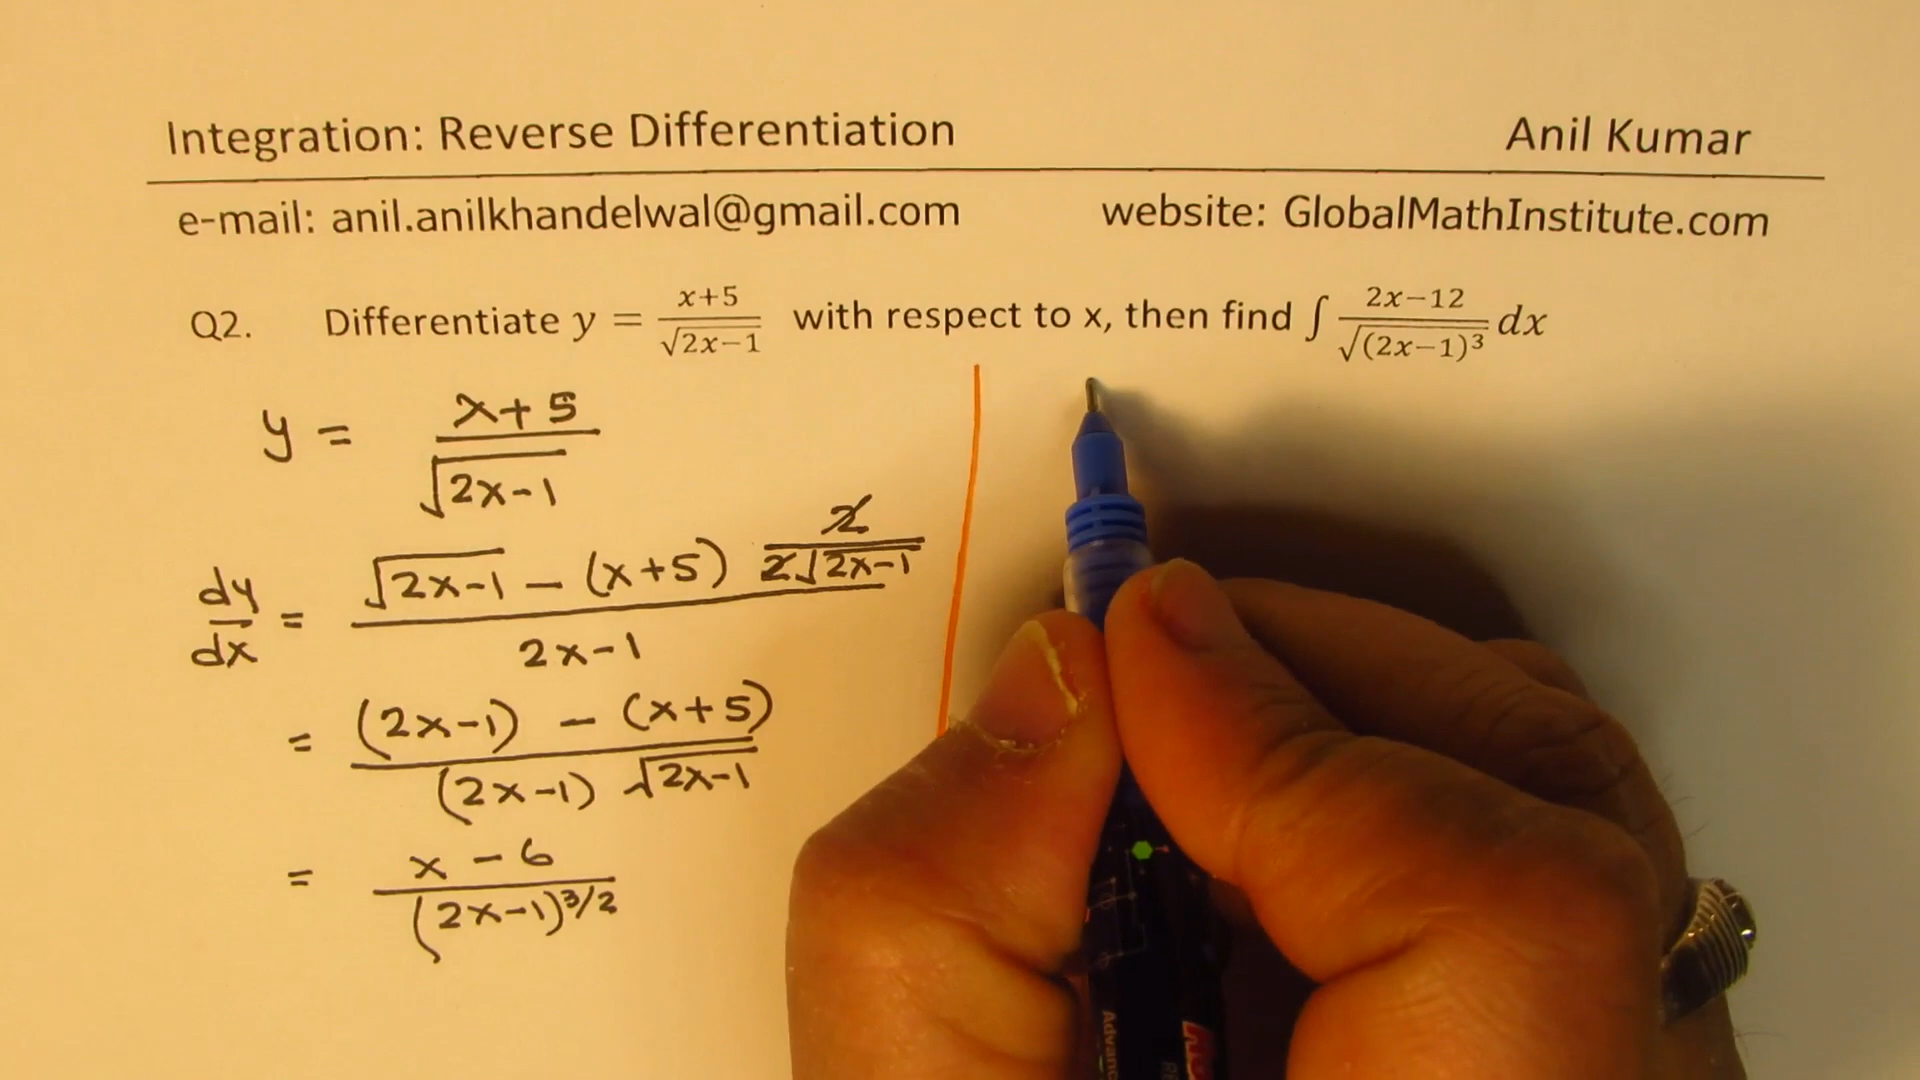 Integration: Reverse Differentiation Anil Kumar
e-mail: anil.anilkhandelwal@gmail.com website: GlobalMathInstitute.com
Q2. Differentiate y = (x+5)/√(2x−1) with respect to x, then find ∫ (2x−12)/√((2x−1)³) dx
y = (x+5)/√(2x-1)
dy/dx = (√(2x-1) − (x+5) 2/(2√(2x-1)))/(2x-1)
= ((2x-1) − (x+5))/((2x-1) √(2x-1))
= (x − 6)/(2x-1)^(3/2)